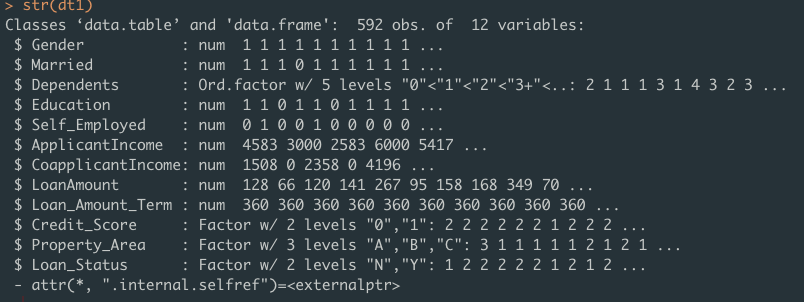 > str(dt1)
Classes ‘data.table’ and 'data.frame':  592 obs. of  12 variables:
 $ Gender           : num  1 1 1 1 1 1 1 1 1 1 ...
 $ Married          : num  1 1 1 0 1 1 1 1 1 1 ...
 $ Dependents       : Ord.factor w/ 5 levels "0"<"1"<"2"<"3+"<..: 2 1 1 1 3 1 4 3 2 3 ...
 $ Education        : num  1 1 0 1 1 0 1 1 1 1 ...
 $ Self_Employed    : num  0 1 0 0 1 0 0 0 0 0 ...
 $ ApplicantIncome  : num  4583 3000 2583 6000 5417 ...
 $ CoapplicantIncome: num  1508 0 2358 0 4196 ...
 $ LoanAmount       : num  128 66 120 141 267 95 158 168 349 70 ...
 $ Loan_Amount_Term : num  360 360 360 360 360 360 360 360 360 360 ...
 $ Credit_Score     : Factor w/ 2 levels "0","1": 2 2 2 2 2 2 1 2 2 2 ...
 $ Property_Area    : Factor w/ 3 levels "A","B","C": 3 1 1 1 1 1 2 1 2 1 ...
 $ Loan_Status      : Factor w/ 2 levels "N","Y": 1 2 2 2 2 2 1 2 1 2 ...
 - attr(*, ".internal.selfref")=<externalptr>